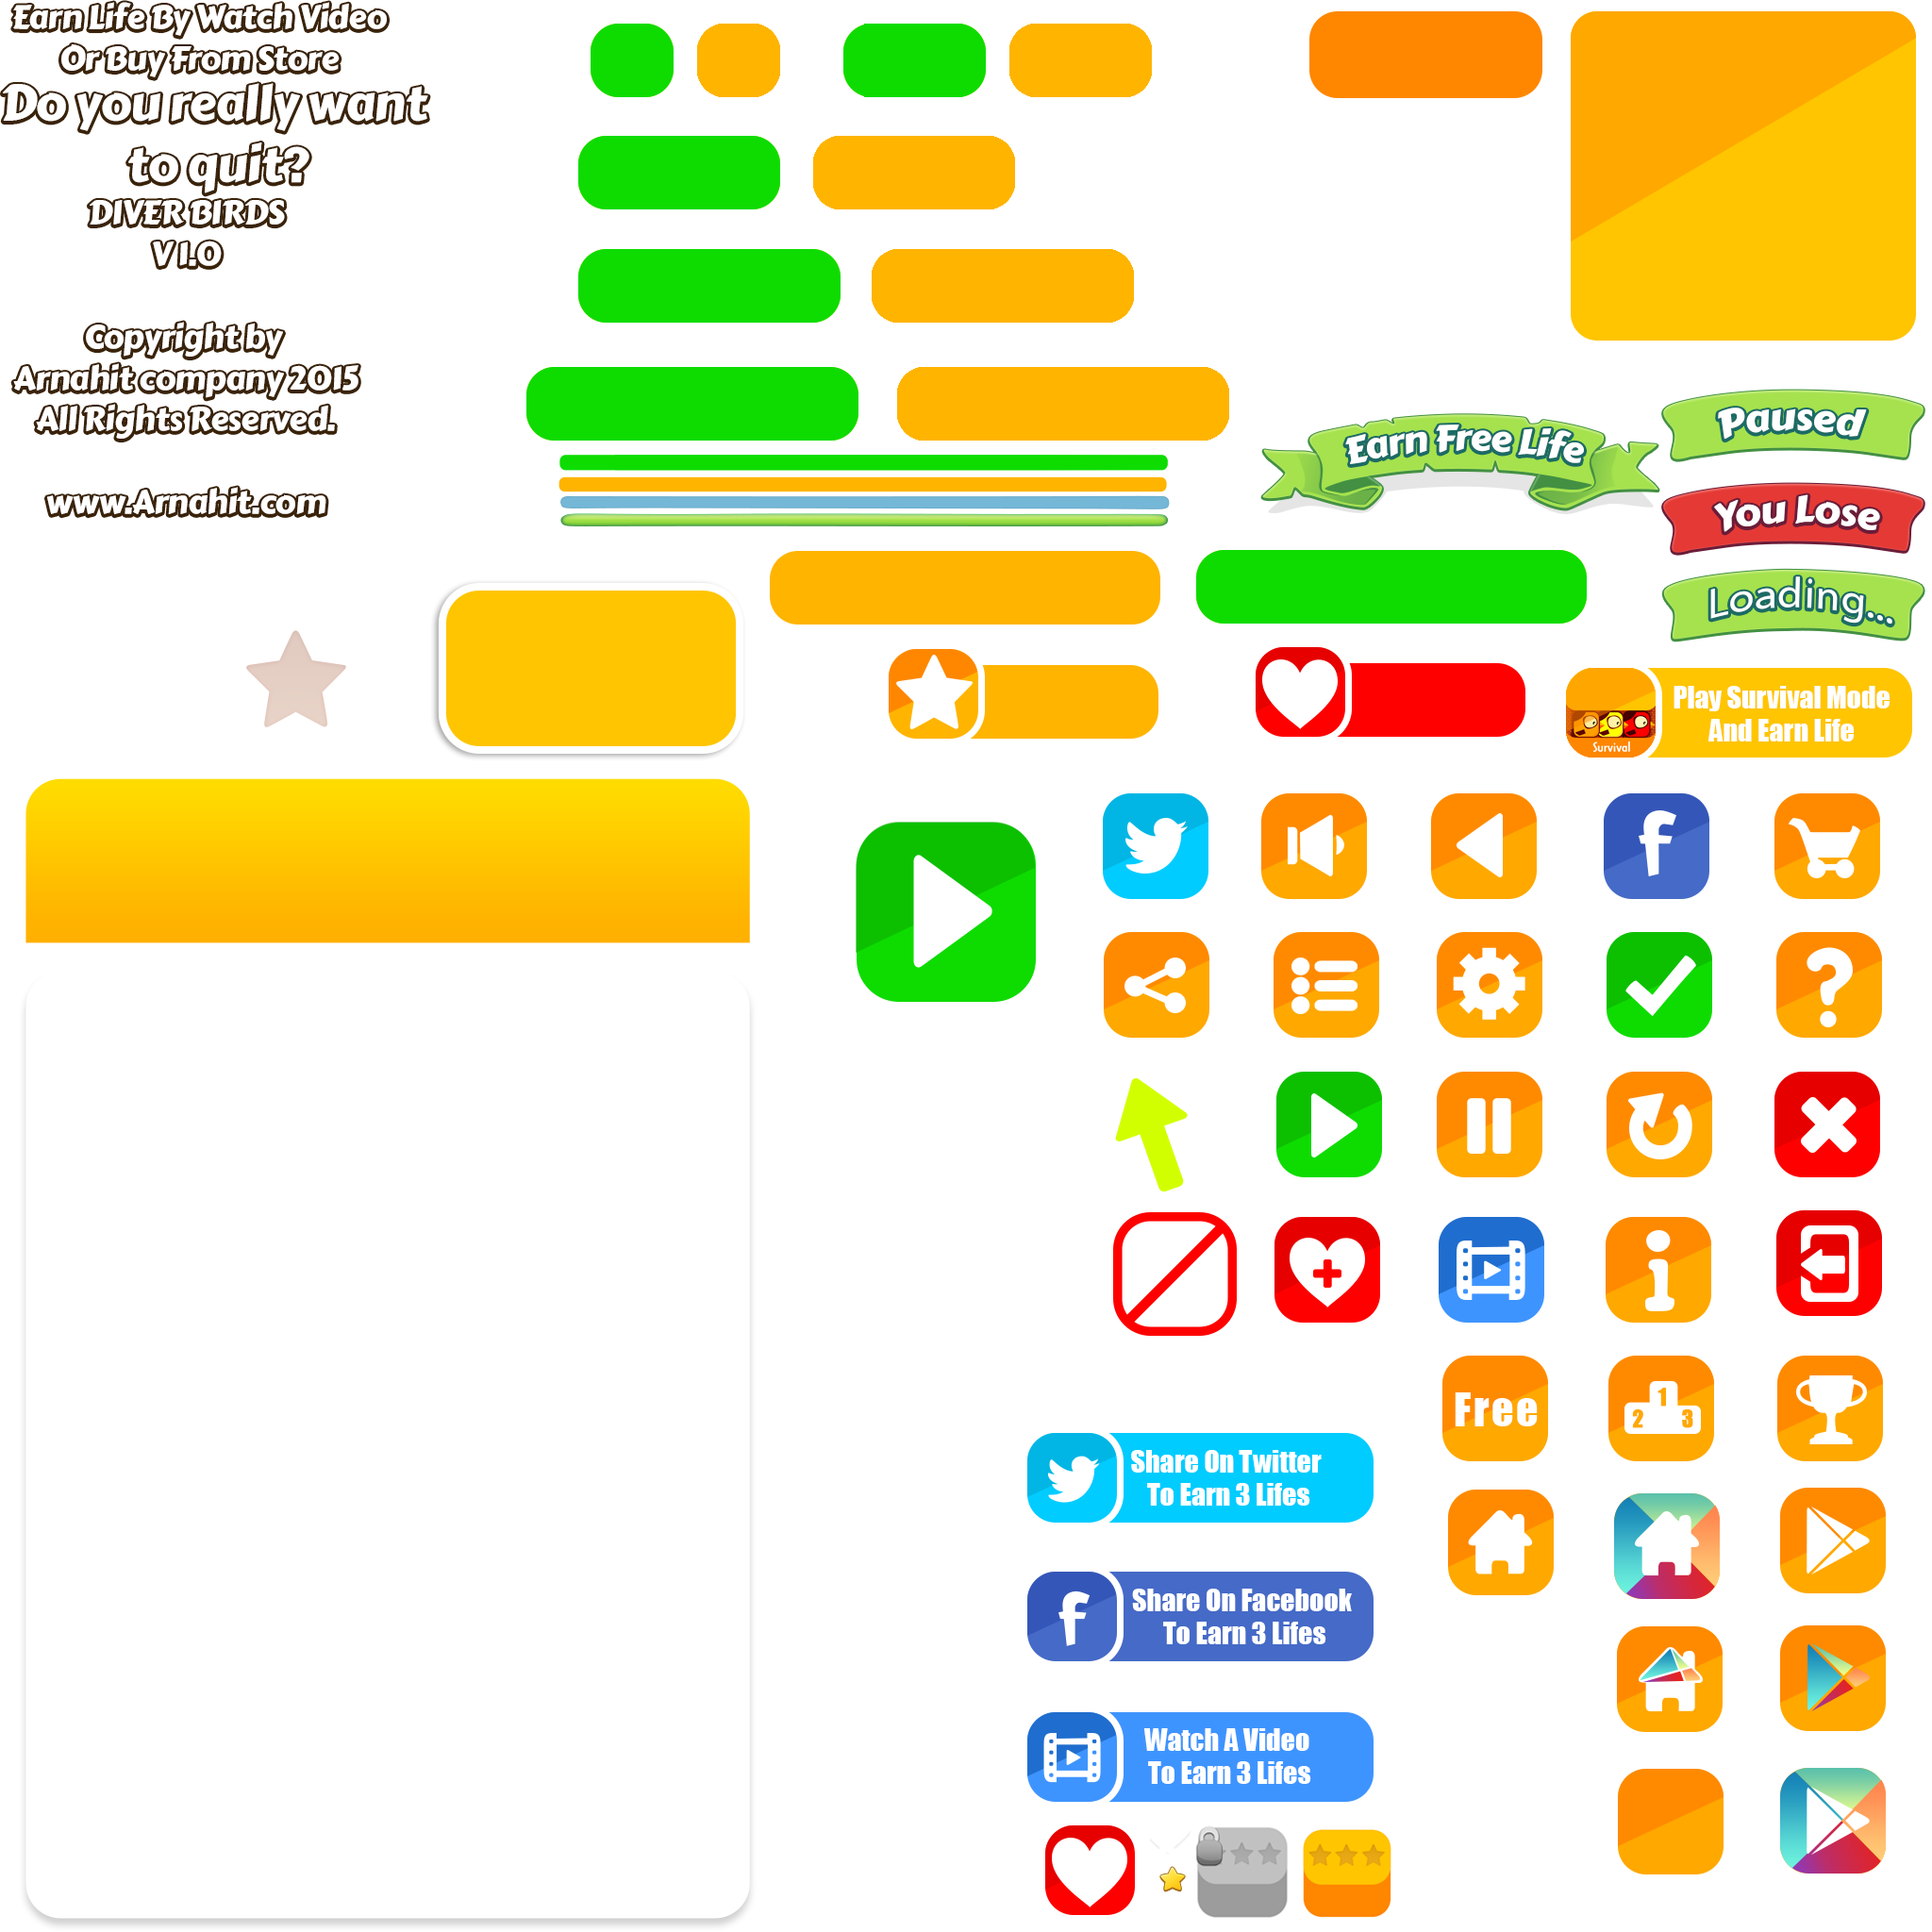 Earn Life By Watch Video
Or Buy From Store
Do you really want
to quit?
DIVER BIRDS
V 1.0
Copyright by
Arnahit company 2015
All Rights Reserved.
www.Arnahit.com
Earn Free Life
Paused
You Lose
Loading...
Play Survival Mode
And Earn Life
Survival
Free
1
2 3
Share On Twitter
To Earn 3 Lifes
Share On Facebook
To Earn 3 Lifes
Watch A Video
To Earn 3 Lifes